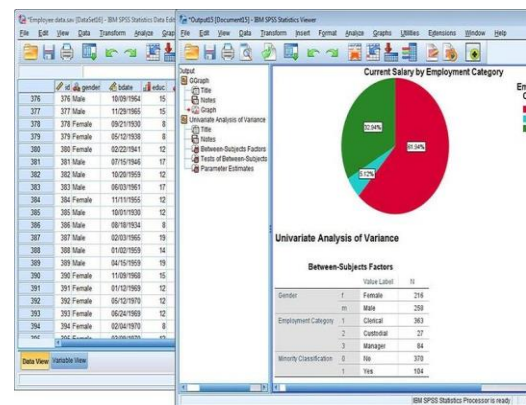 *Employee data.sav [DataSet26] - IBM SPSS Statistics Data Edit
File Edit View Data Transform Analyze Grap
id gender bdate educ
376 376 Male 10/09/1964 15
377 377 Male 11/29/1965 15
378 378 Female 09/21/1930 8
379 379 Female 05/12/1938 8
380 380 Female 02/22/1941 12
381 381 Male 07/15/1946 17
382 382 Male 10/20/1959 12
383 383 Male 06/03/1961 17
384 384 Female 11/11/1955 12
385 385 Male 10/01/1930 12
386 386 Male 08/18/1934 8
387 387 Male 02/03/1965 19
388 388 Male 01/02/1959 14
389 389 Male 04/15/1959 19
390 390 Female 11/09/1968 15
391 391 Female 01/12/1969 12
392 392 Female 05/12/1970 12
393 393 Female 06/24/1969 12
394 394 Female 02/04/1970 8
Data View Variable View
*Output13 [Document15] - IBM SPSS Statistics Viewer
File Edit View Data Transform Insert Format Analyze Graphs Utilities Extensions Window Help
Output
GGraph
Title
Notes
Graph
Univariate Analysis of Variance
Title
Notes
Between-Subjects Factors
Tests of Between-Subjects
Parameter Estimates
Current Salary by Employment Category
Em
C
32.94%
61.94%
5.12%
Univariate Analysis of Variance
Between-Subjects Factors
Value Label N
Gender f Female 216
m Male 258
Employment Category 1 Clerical 363
2 Custodial 27
3 Manager 84
Minority Classification 0 No 370
1 Yes 104
IBM SPSS Statistics Processor is ready